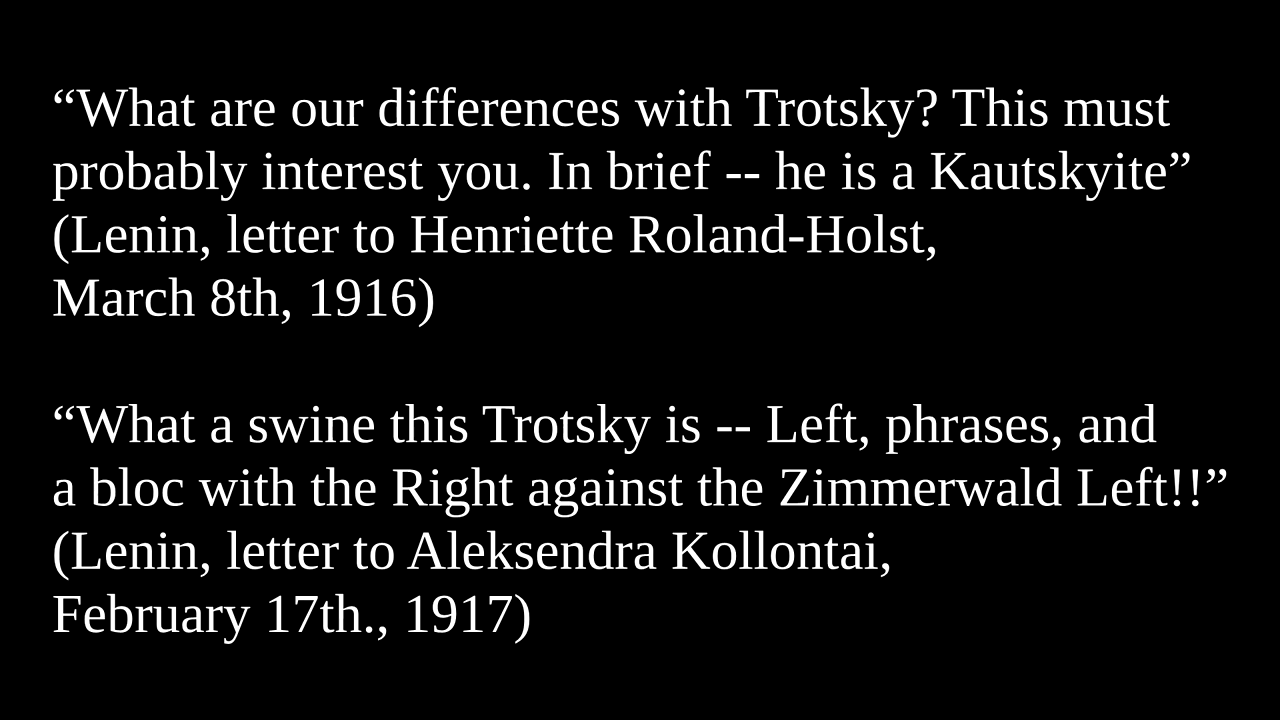 “What are our differences with Trotsky? This must
probably interest you. In brief -- he is a Kautskyite”
(Lenin, letter to Henriette Roland-Holst,
March 8th, 1916)
“What a swine this Trotsky is -- Left, phrases, and
a bloc with the Right against the Zimmerwald Left!!”
(Lenin, letter to Aleksendra Kollontai,
February 17th., 1917)